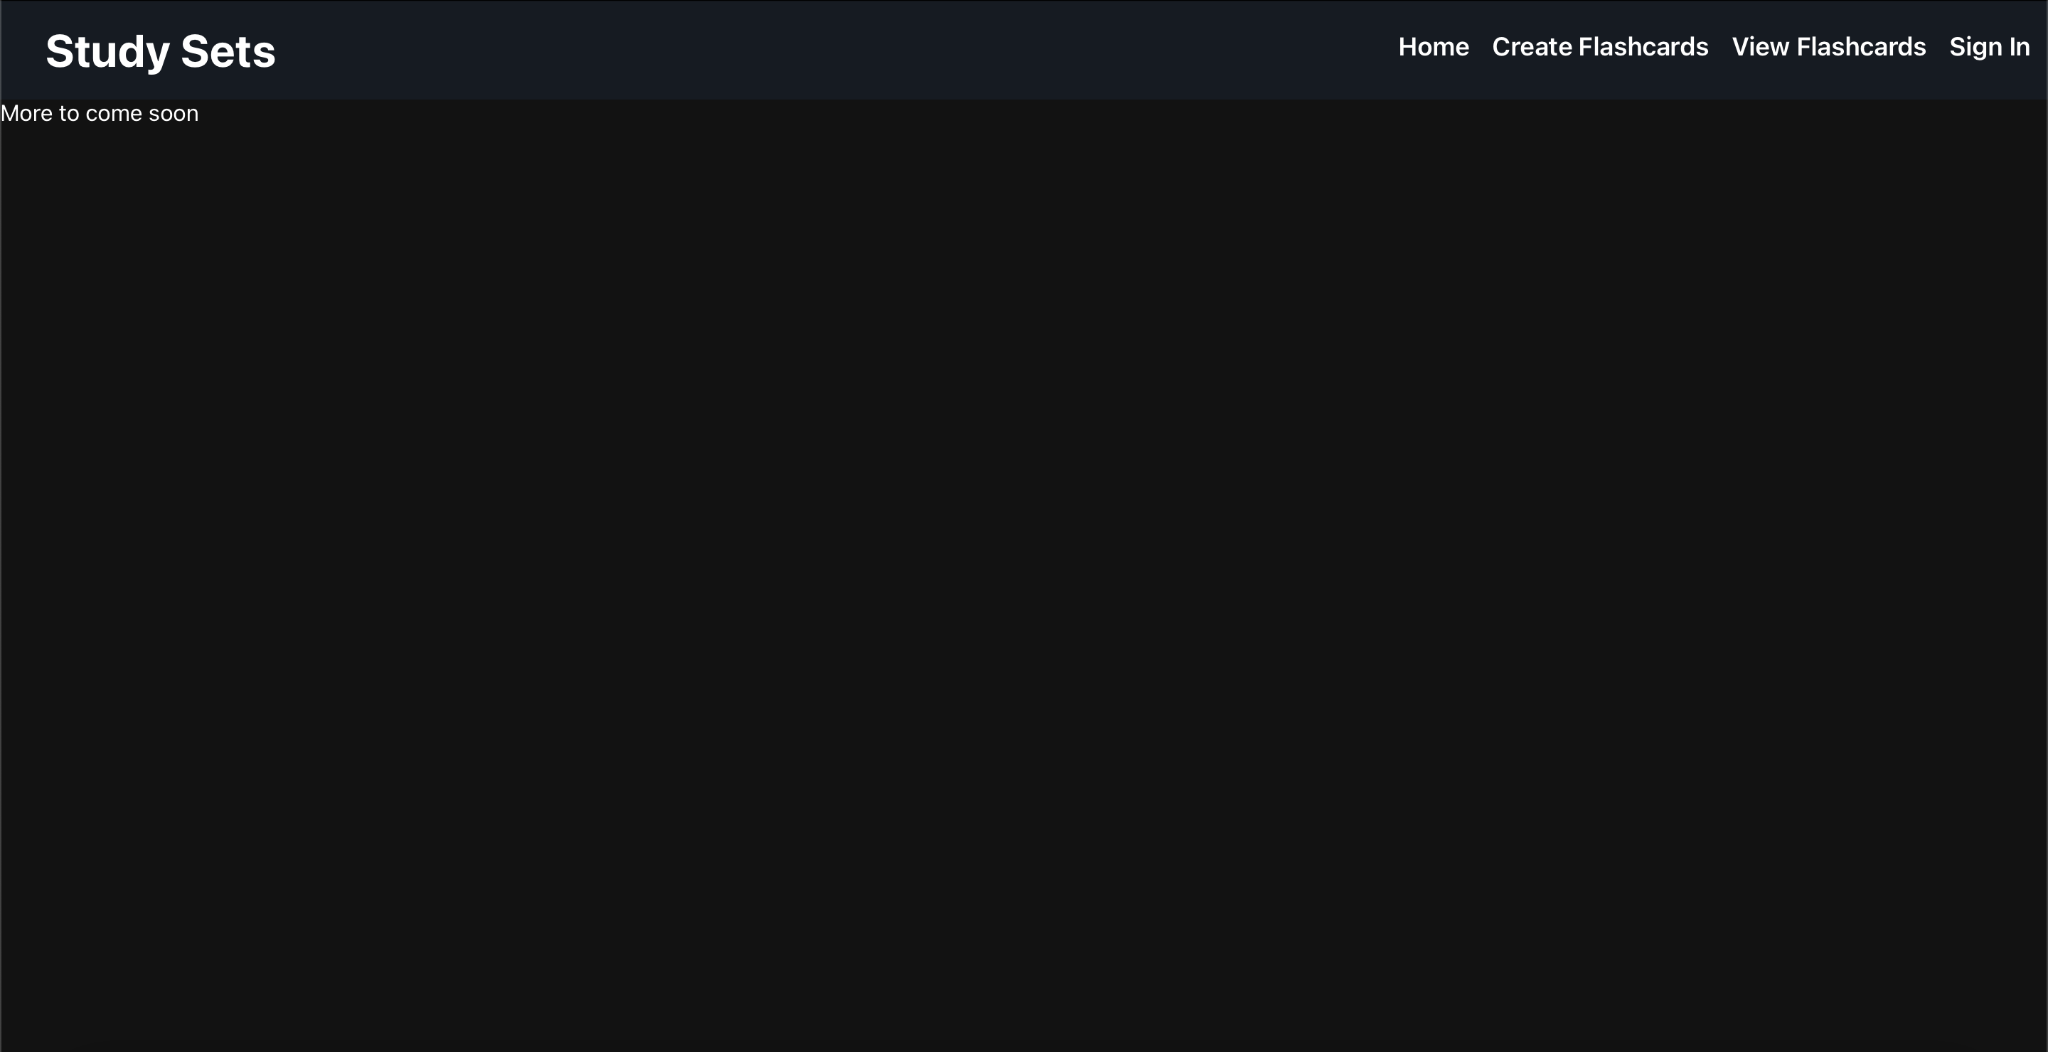 Study Sets
Home Create Flashcards View Flashcards Sign In
More to come soon